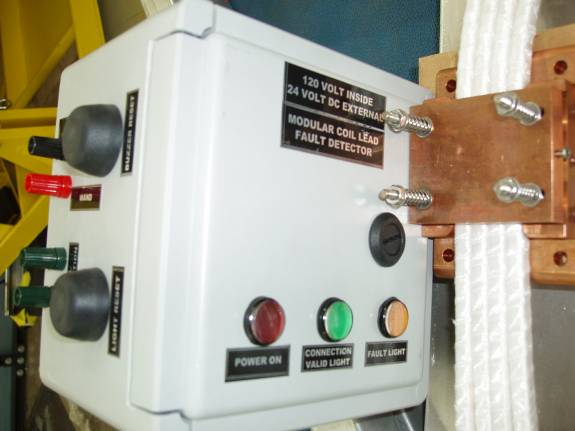 120 VOLT INSIDE
24 VOLT DC EXTERNAL
MODULAR COIL LEAD
FAULT DETECTOR
BUZZER RESET
WAND
LIGHT RESET
POWER ON
CONNECTION
VALID LIGHT
FAULT LIGHT